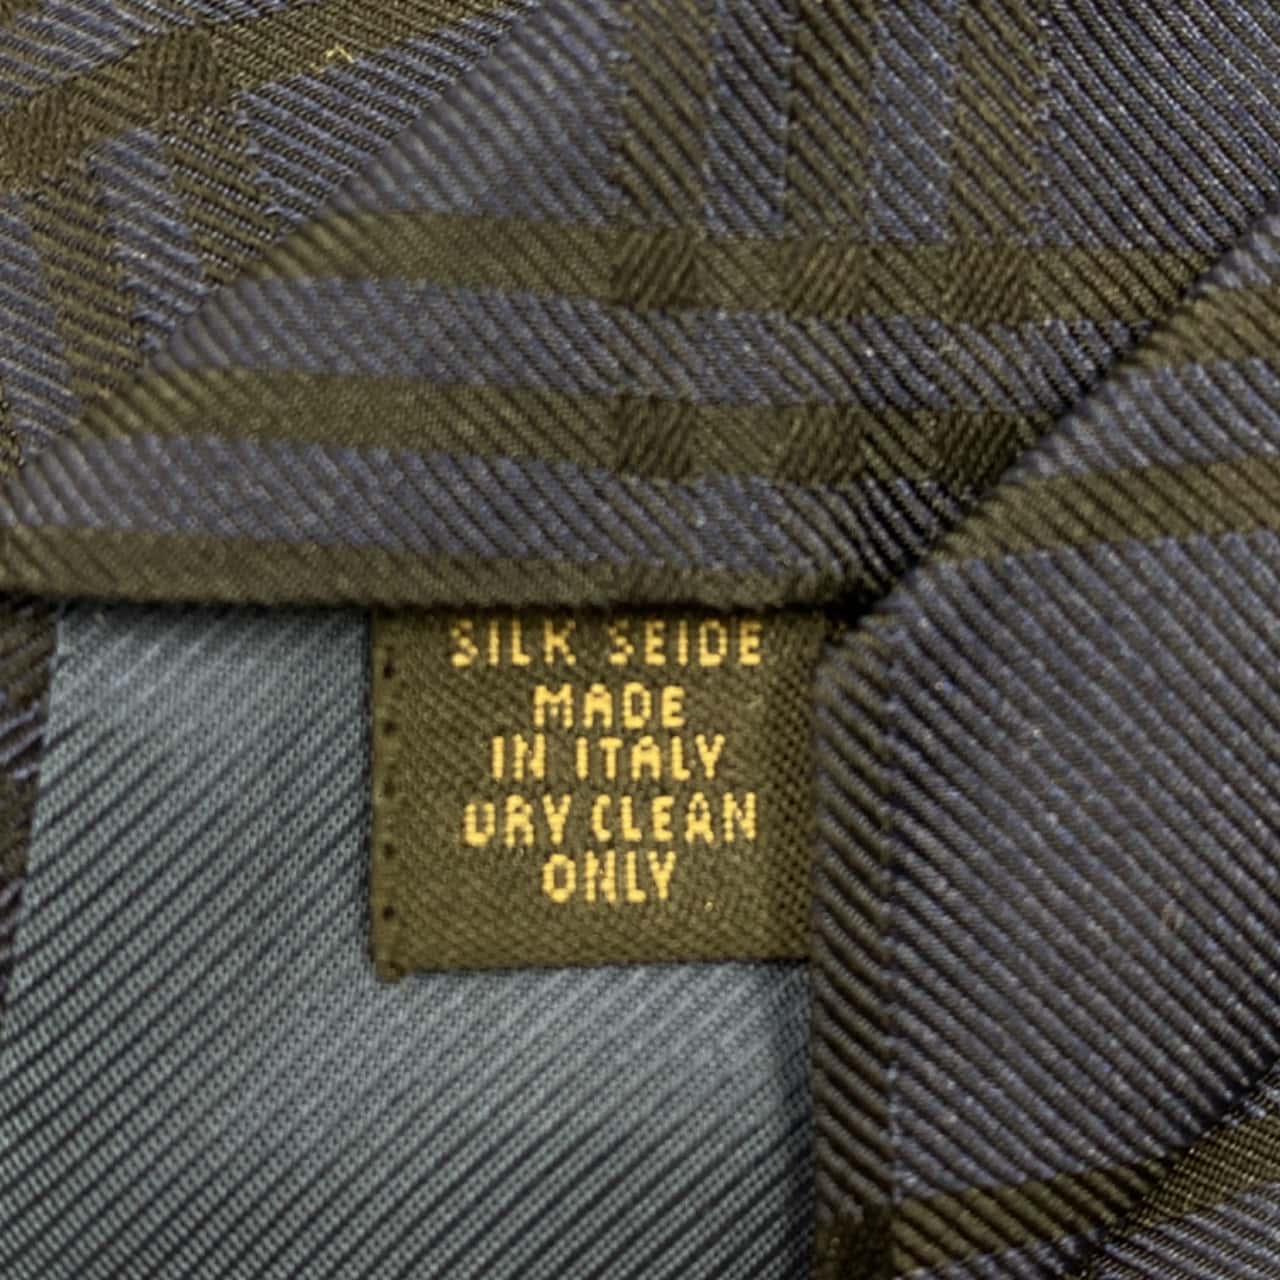 SILK SEIDE
MADE
IN ITALY
DRY CLEAN
ONLY